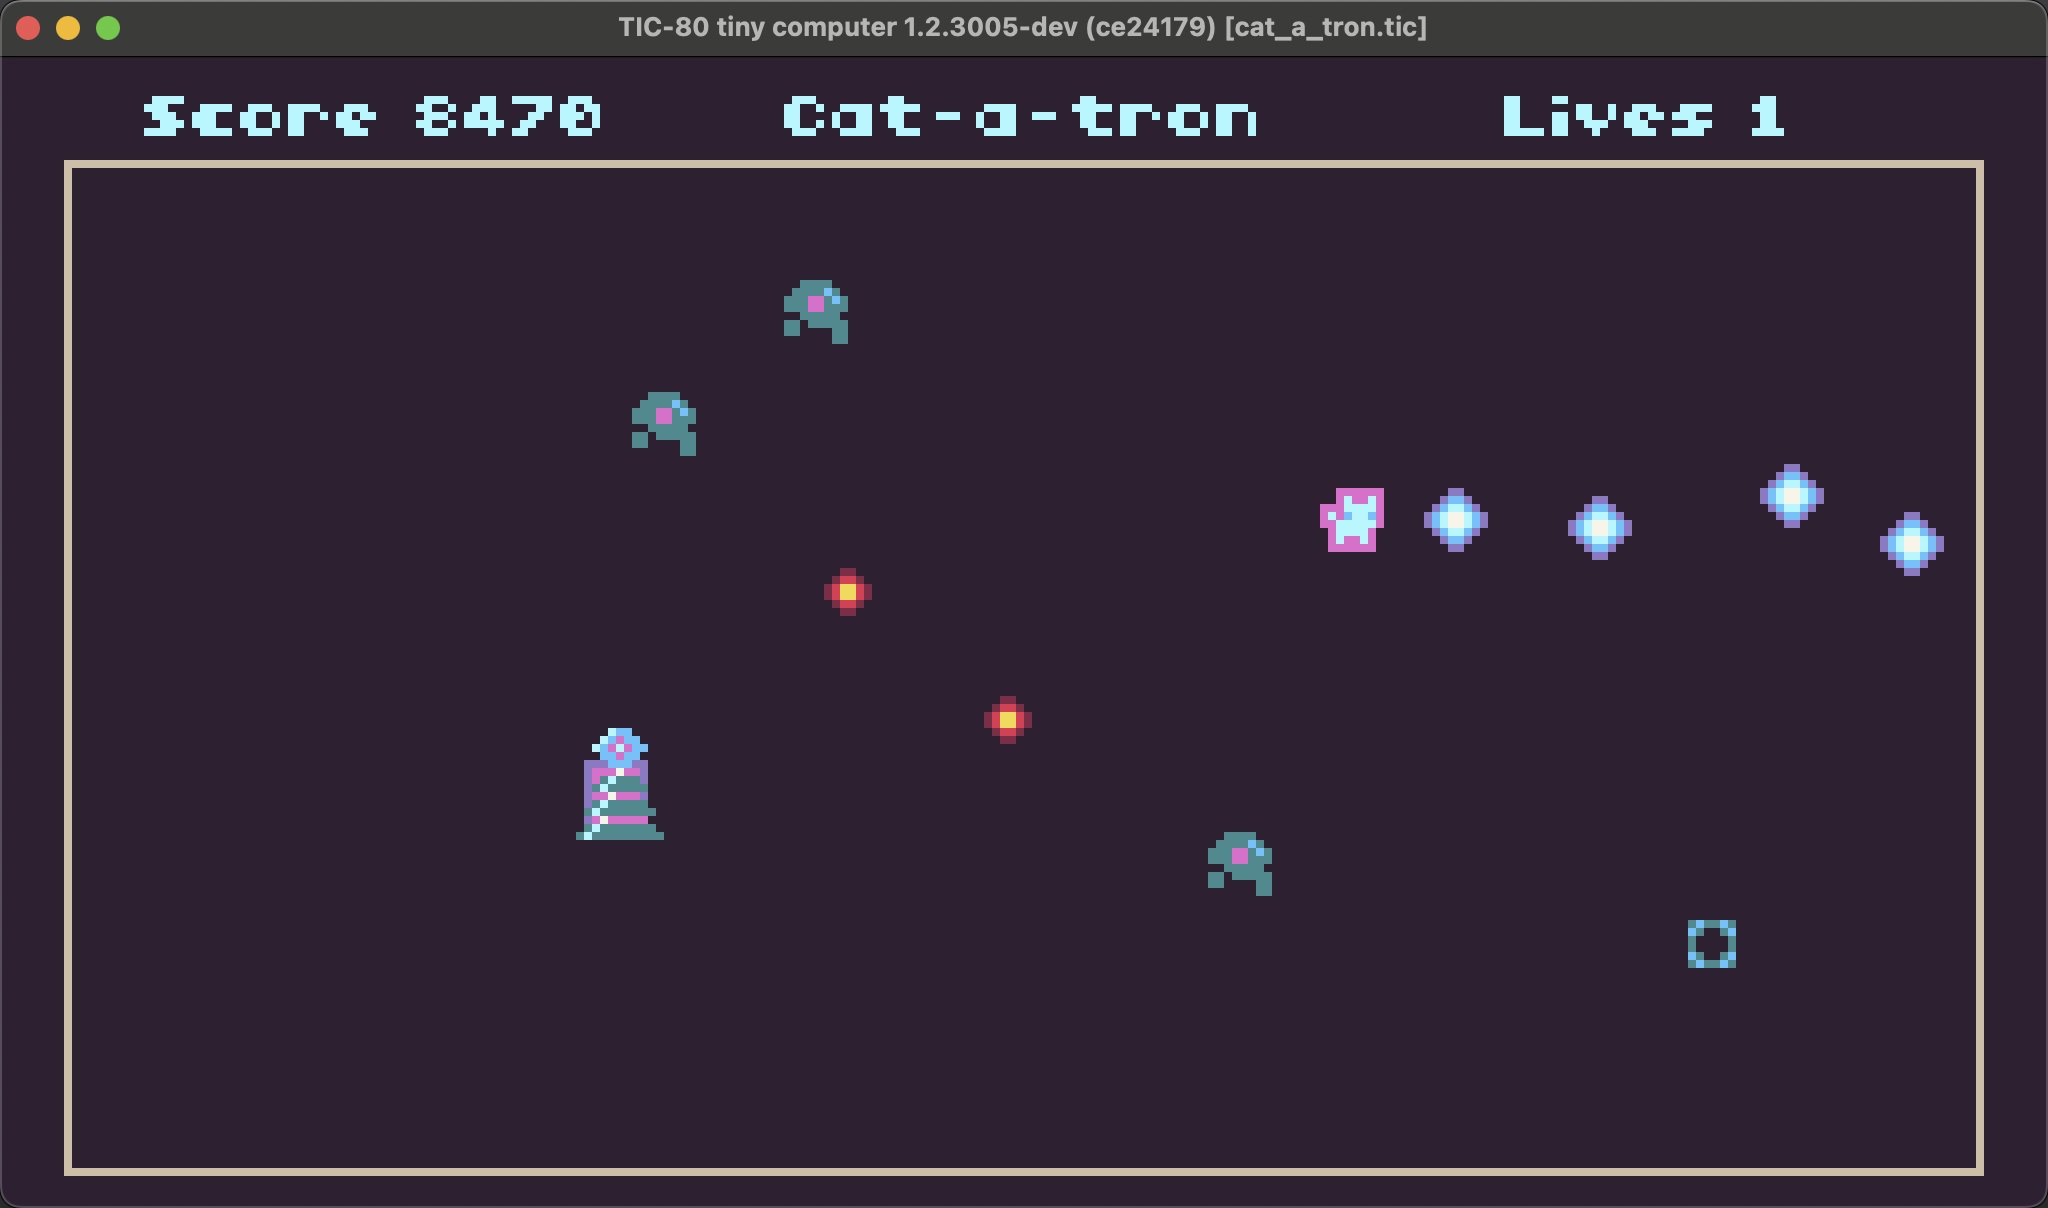 TIC-80 tiny computer 1.2.3005-dev (ce24179) [cat_a_tron.tic]
Score 8470 Cat-a-tron Lives 1